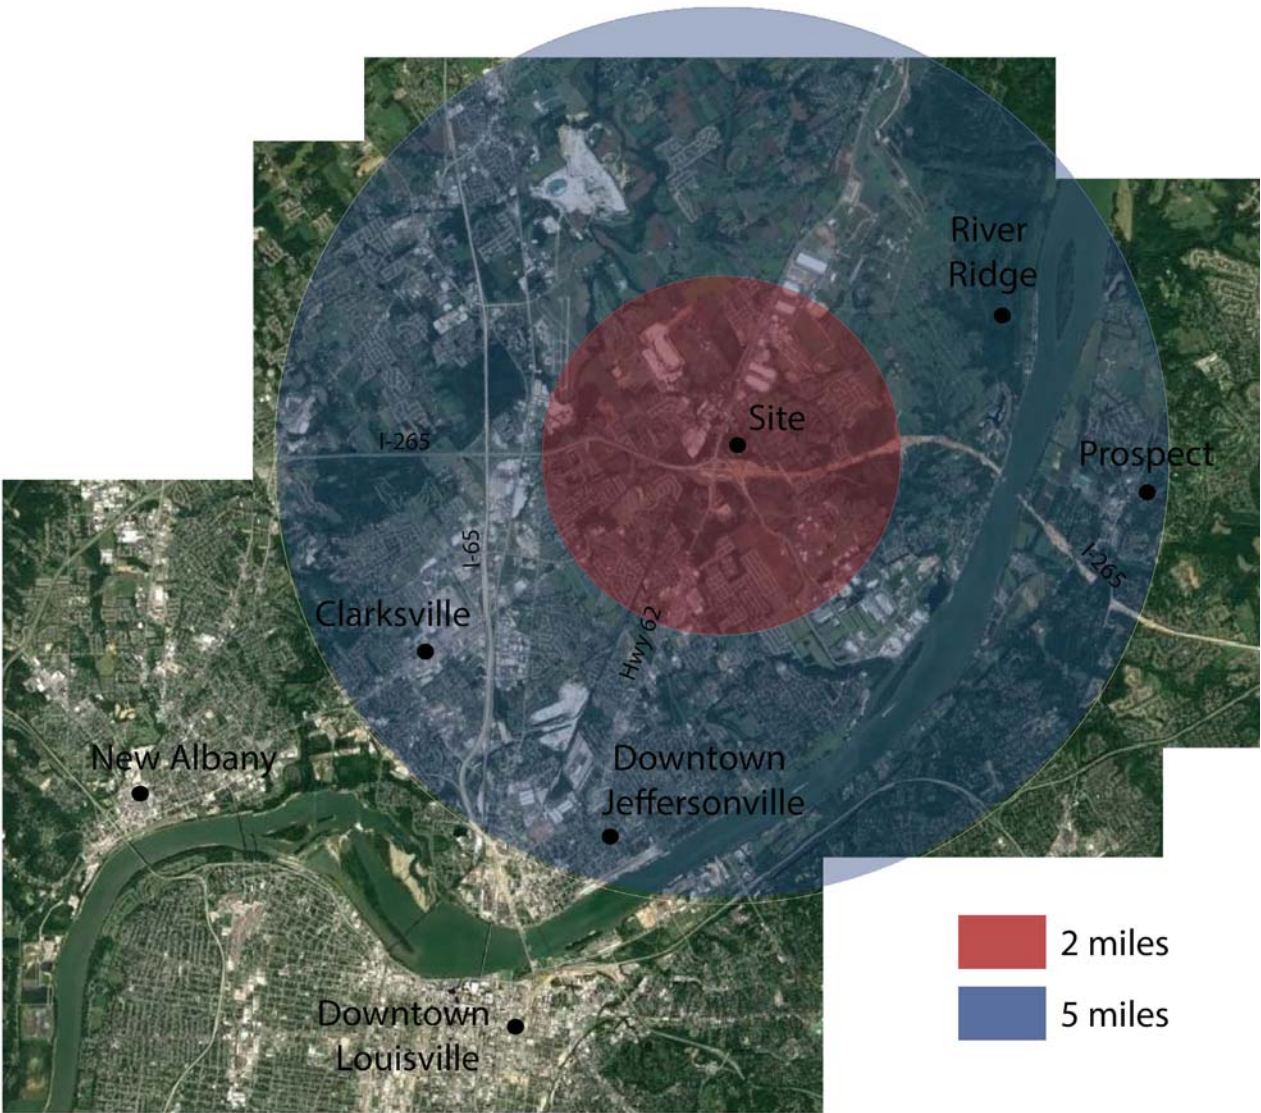 River
Ridge
Site
I-265
Prospect
I-65
I-265
Clarksville
Hwy 62
New Albany
Downtown
Jeffersonville
2 miles
5 miles
Downtown
Louisville